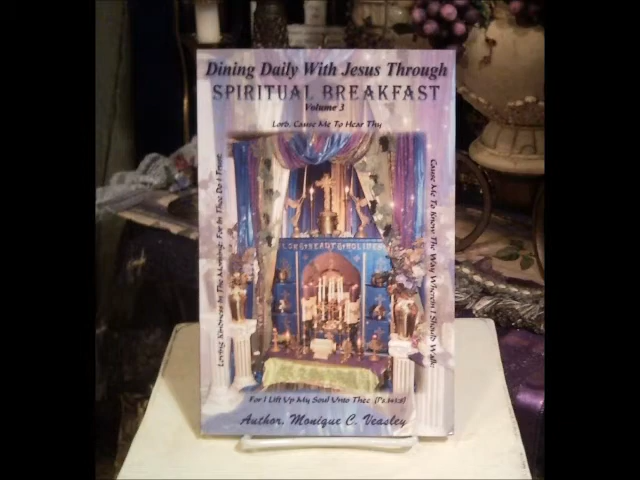 Dining Daily With Jesus Through
SPIRITUAL BREAKFAST
Volume 3
Lord, Cause Me To Hear Thy
Loving Kindness In The Morning: For In Thee Do I Trust:
Cause Me To Know The Way Wherein I Should Walk;
For I Lift Up My Soul Unto Thee (Ps.143:8)
Author, Monique C. Veasley